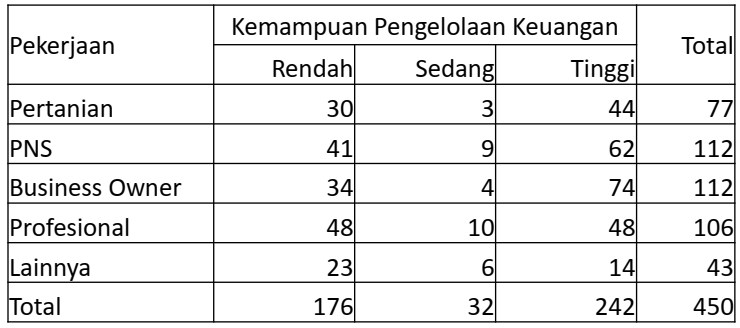 Pekerjaan Kemampuan Pengelolaan Keuangan Total
Rendah Sedang Tinggi
Pertanian 30 3 44 77
PNS 41 9 62 112
Business Owner 34 4 74 112
Profesional 48 10 48 106
Lainnya 23 6 14 43
Total 176 32 242 450